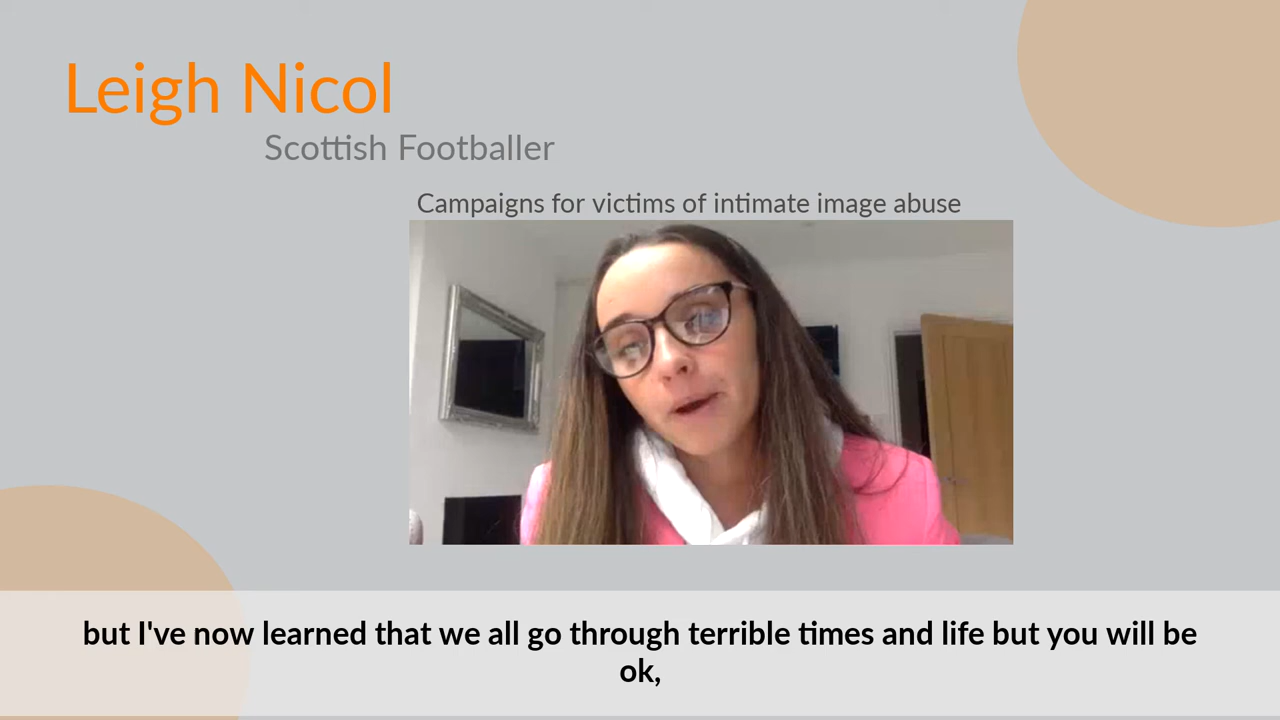 Leigh Nicol
Scottish Footballer
Campaigns for victims of intimate image abuse
but I've now learned that we all go through terrible times and life but you will be
ok,